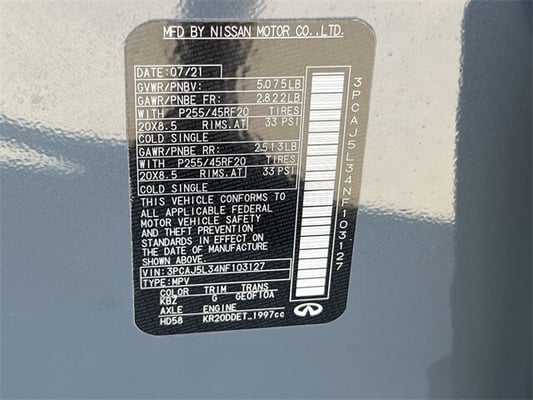 MFD BY NISSAN MOTOR CO.,LTD.
DATE:07/21
GVWR/PNBV: 5,075LB
GAWR/PNBE FR: 2,822LB
WITH P255/45RF20 TIRES
20X8.5 RIMS.AT 33 PSI
COLD SINGLE
GAWR/PNBE RR: 2513LB
WITH P255/45RF20 TIRES
20X8.5 RIMS.AT 33 PSI
COLD SINGLE
THIS VEHICLE CONFORMS TO
ALL APPLICABLE FEDERAL
MOTOR VEHICLE SAFETY
AND THEFT PREVENTION
STANDARDS IN EFFECT ON
THE DATE OF MANUFACTURE
SHOWN ABOVE.
VIN:3PCAJ5L34NF103127
TYPE:MPV
COLOR TRIM TRANS
KBZ G GE0F10A
AXLE ENGINE
HD58 KR20DDET_1997cc
3PCAJ5L34NF103127